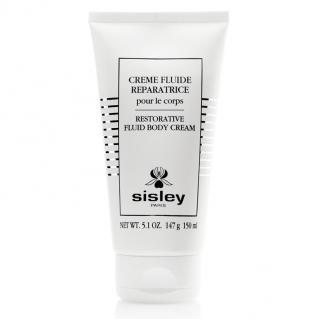 CREME FLUIDE
REPARATRICE
pour le corps
RESTORATIVE
FLUID BODY CREAM
sisley
PARIS
NET WT. 5.1 OZ. 147 g 150 ml